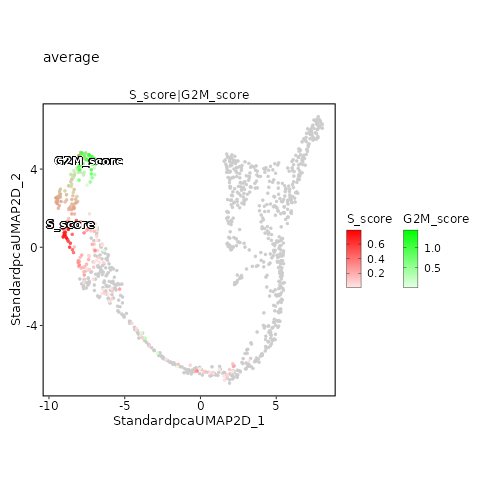 average
S_score|G2M_score
G2M_score
S_score
4
0
-4
-10
-5
0
5
StandardpcaUMAP2D_1
StandardpcaUMAP2D_2
S_score
0.6
0.4
0.2
G2M_score
1.0
0.5